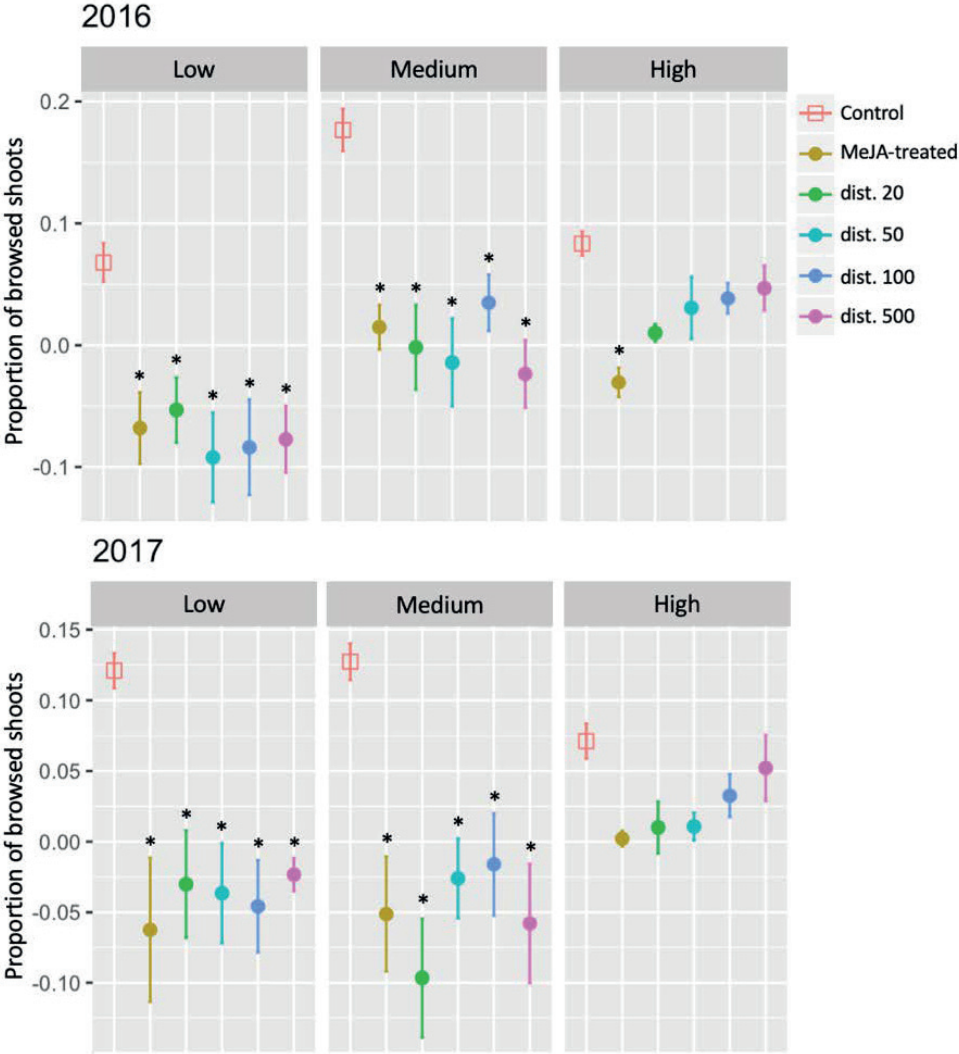 2016
Low Medium High
0.2
0.1
0.0
-0.1
Proportion of browsed shoots
* * * * *
* * * * *
*
Control
MeJA-treated
dist. 20
dist. 50
dist. 100
dist. 500
2017
Low Medium High
0.15
0.10
0.05
0.00
-0.05
-0.10
Proportion of browsed shoots
* * * * *
* * * * *